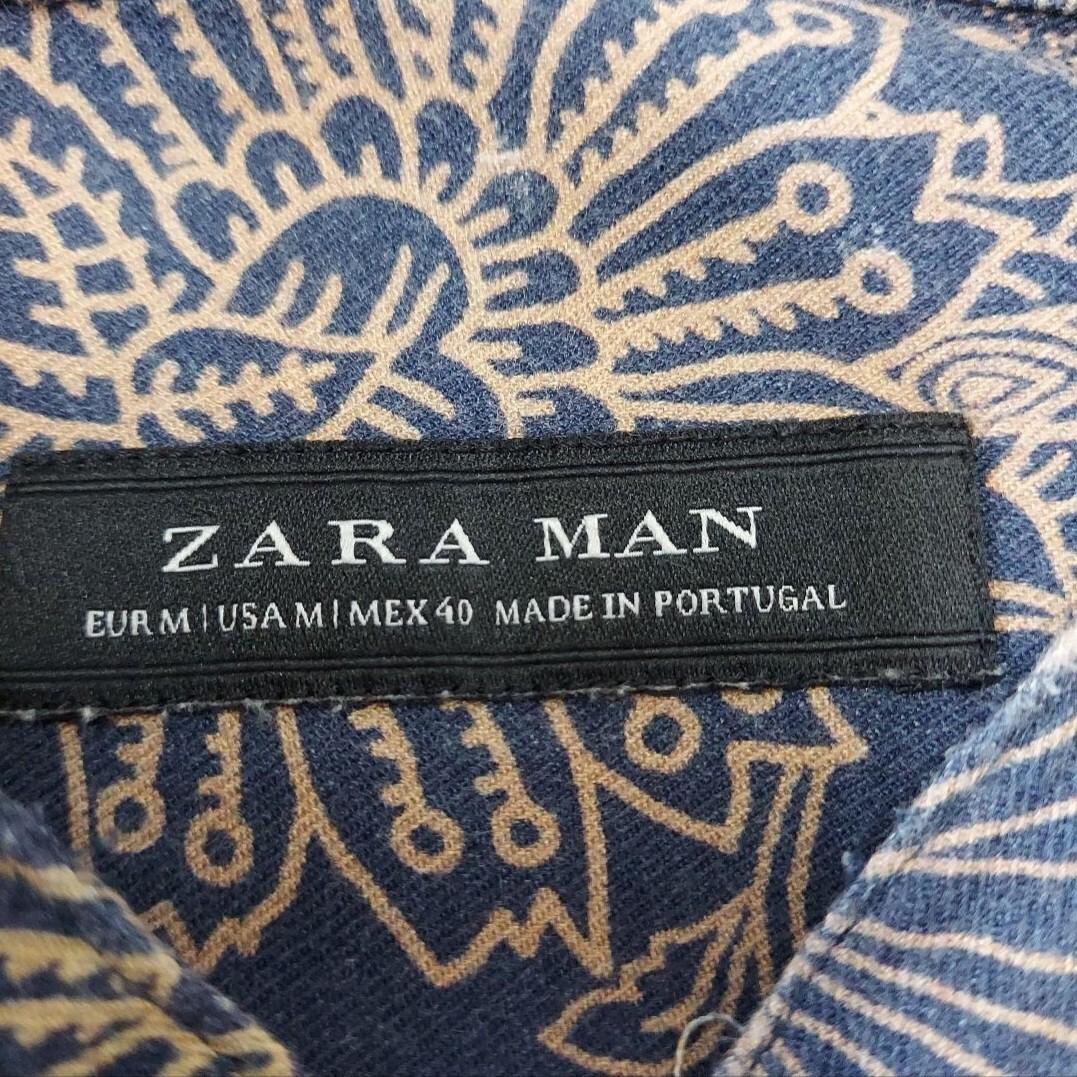 ZARA MAN
EUR M | USA M | MEX 40 MADE IN PORTUGAL